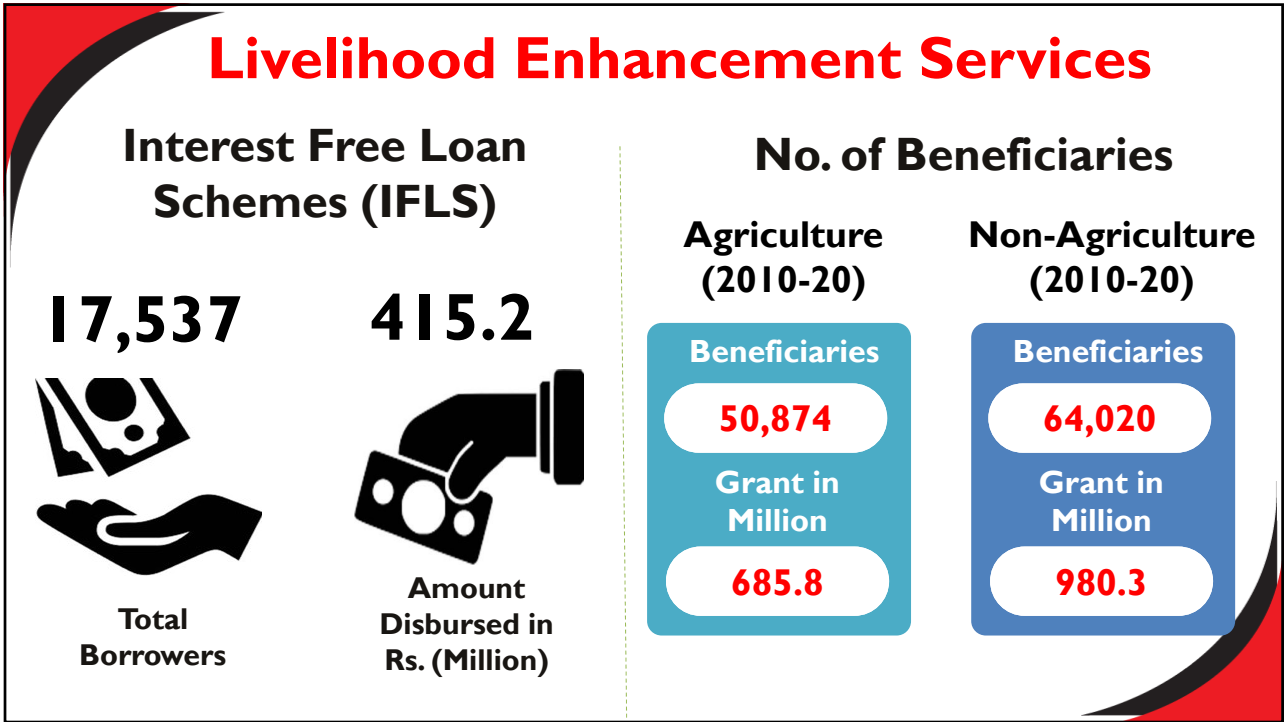 Livelihood Enhancement Services
Interest Free Loan
Schemes (IFLS)
17,537
Total
Borrowers
415.2
Amount
Disbursed in
Rs. (Million)
No. of Beneficiaries
Agriculture
(2010-20)
Beneficiaries
50,874
Grant in
Million
685.8
Non-Agriculture
(2010-20)
Beneficiaries
64,020
Grant in
Million
980.3